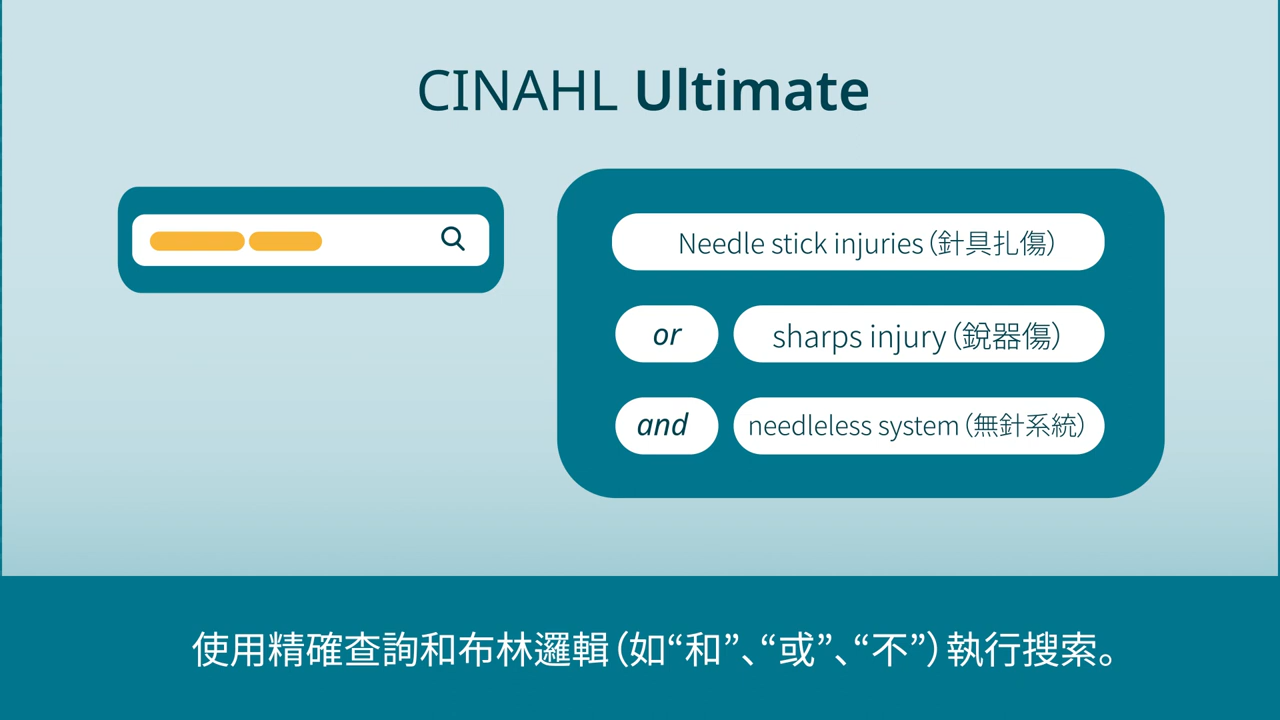 CINAHL Ultimate
Needle stick injuries（針具扎傷）
or sharps injury（銳器傷）
and needleless system（無針系統）
使用精確查詢和布林邏輯（如“和”、“或”、“不”）執行搜索。